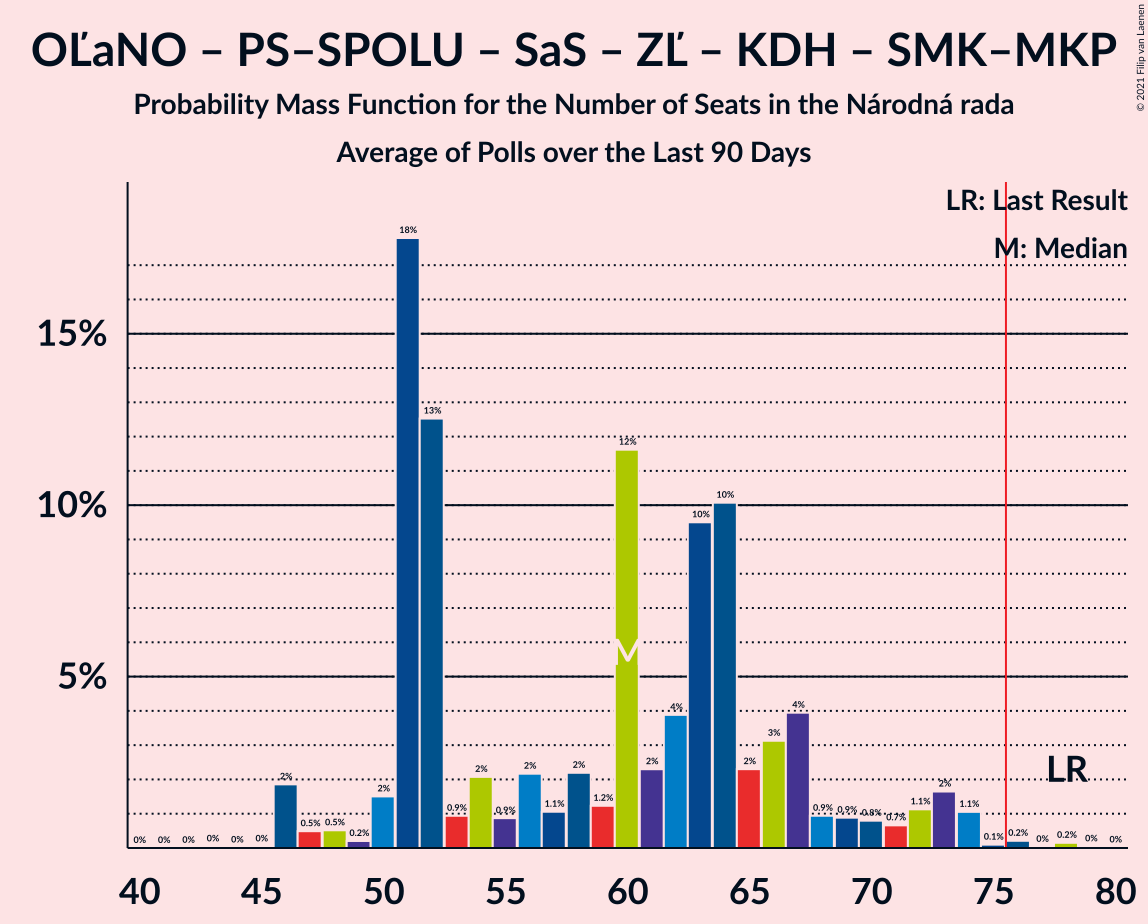 OĽaNO – PS–SPOLU – SaS – ZĽ – KDH – SMK–MKP
Probability Mass Function for the Number of Seats in the Národná rada
Average of Polls over the Last 90 Days
© 2021 Filip van Laenen
LR: Last Result
M: Median
15%
10%
5%
0% 0% 0% 0% 0% 0% 2% 0.5% 0.5% 0.2% 2% 18% 13% 0.9% 2% 0.9% 2% 1.1% 2% 1.2% 12% 2% 4% 10% 10% 2% 3% 4% 0.9% 0.9% 0.8% 0.7% 1.1% 2% 1.1% 0.1% 0.2% 0% 0.2% 0% 0%
M
LR
40 45 50 55 60 65 70 75 80